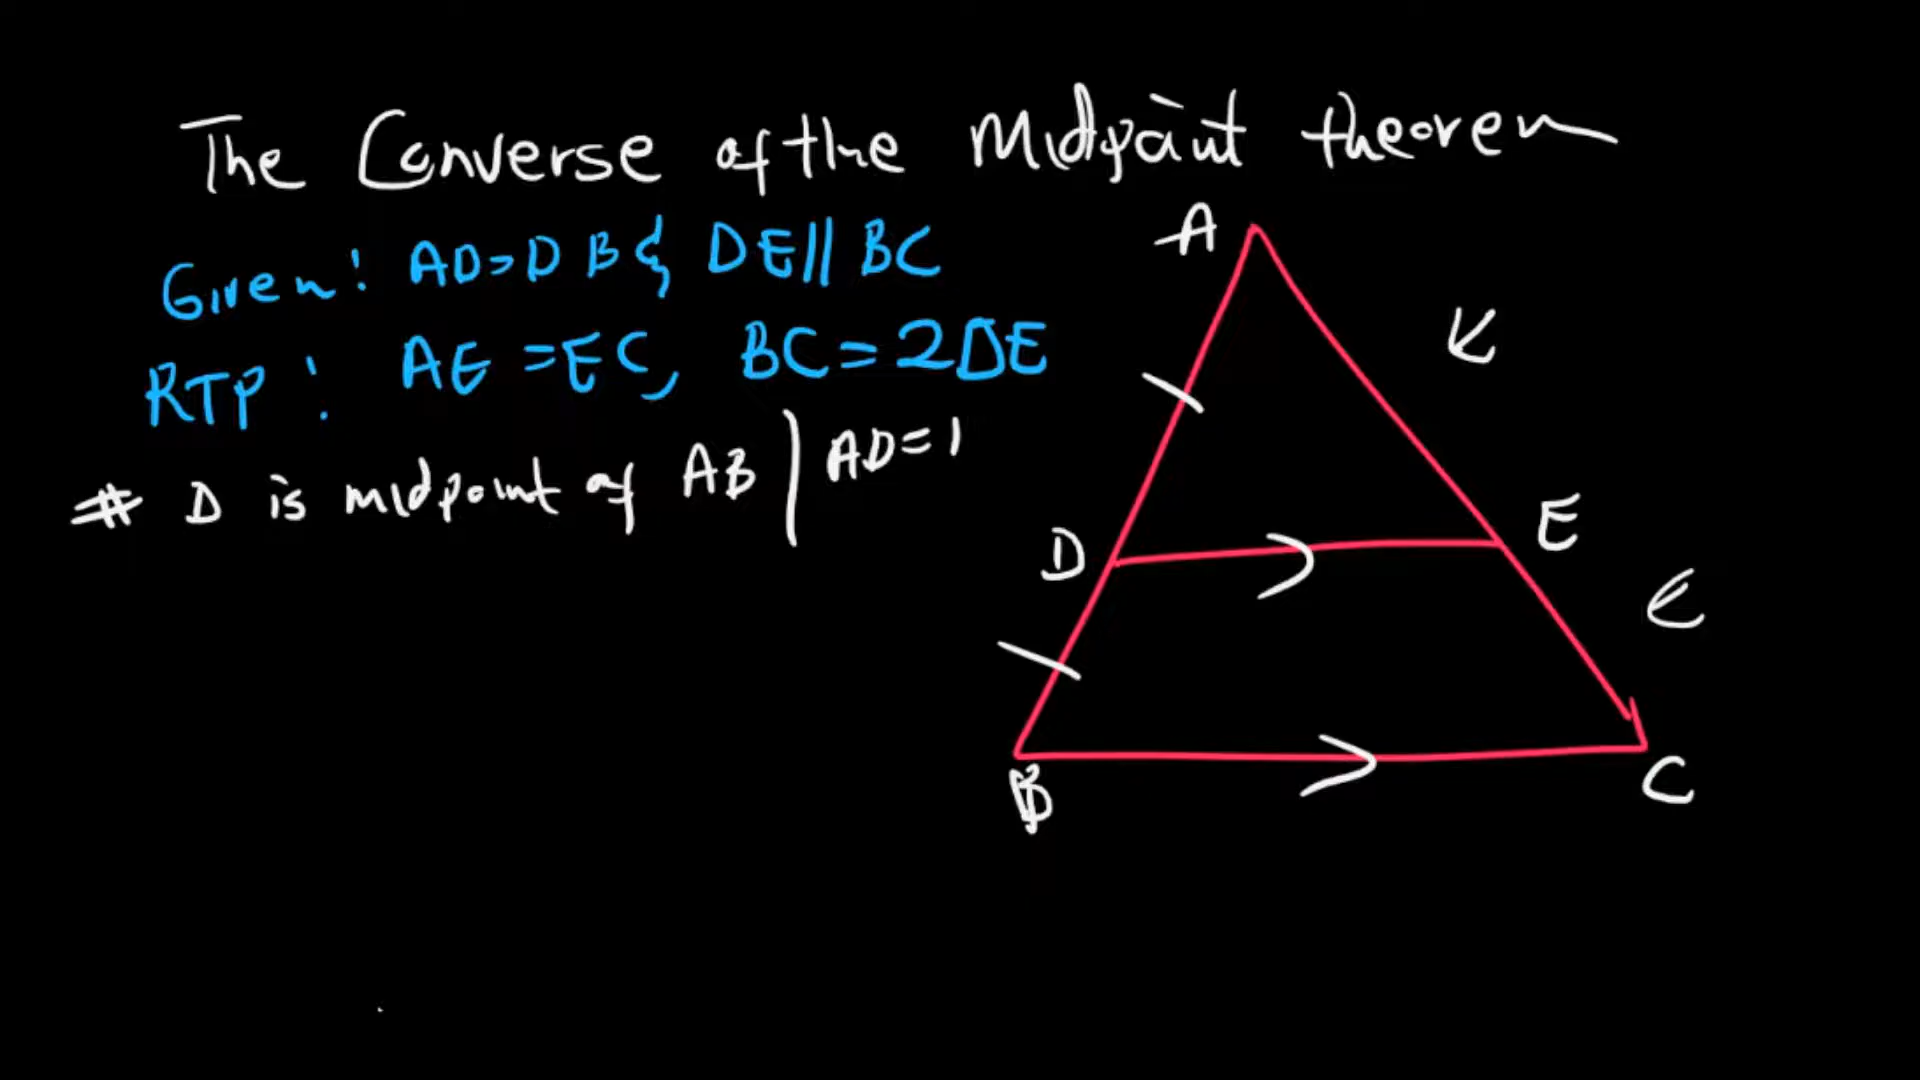 The Converse of the Midpoint theorem
Given: AD=DB & DE || BC
RTP: AE = EC, BC = 2DE
# D is midpoint of AB | AD=1
A
K
D
E
E
B
C